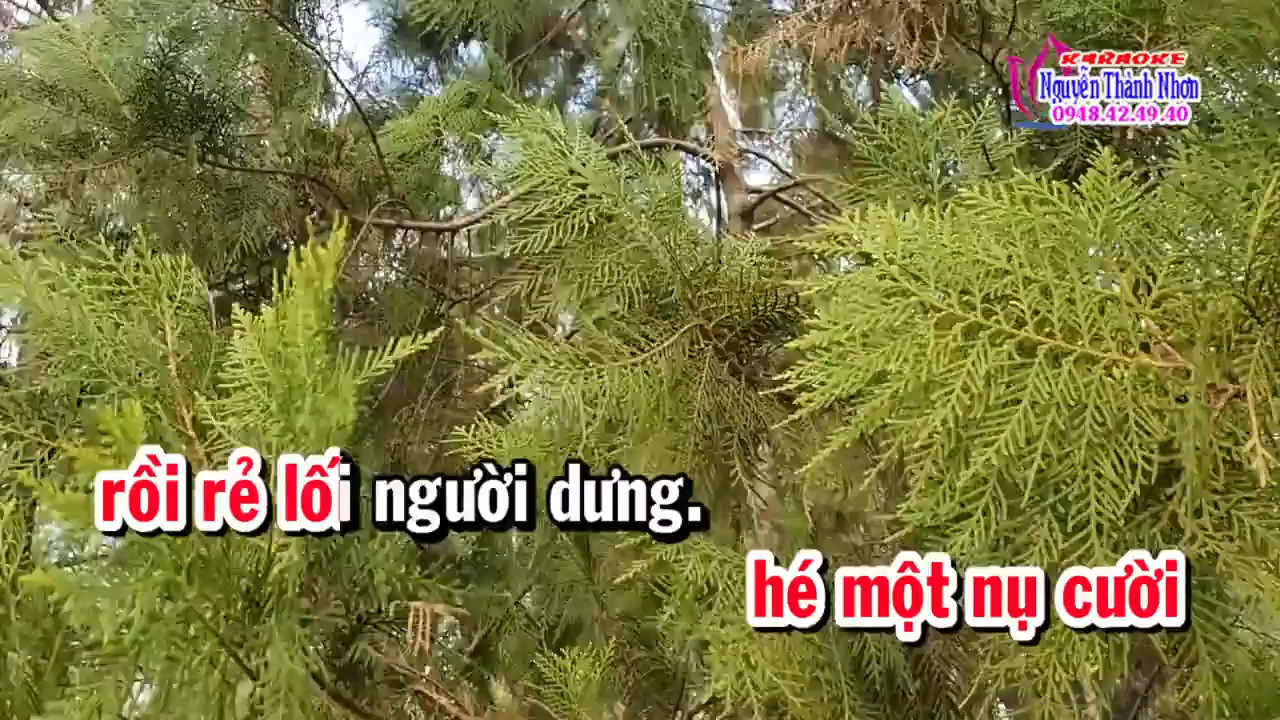 KARAOKE
Nguyễn Thành Nhơn
0948.42.49.40
rồi rẻ lối người dưng.
hé một nụ cười